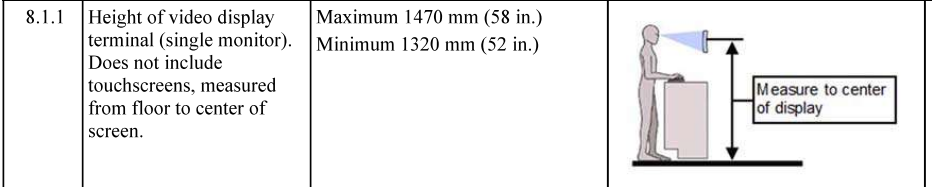 8.1.1
Height of video display
terminal (single monitor).
Does not include
touchscreens, measured
from floor to center of
screen.
Maximum 1470 mm (58 in.)
Minimum 1320 mm (52 in.)
Measure to center
of display